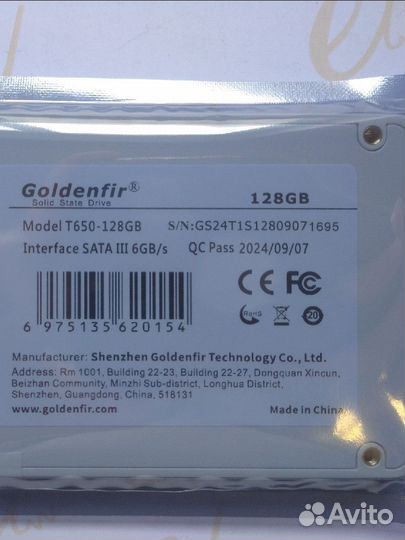 Goldenfir®
Solid State Drive
128GB
Model T650-128GB S/N:GS24T1S12809071695
Interface SATA III 6GB/s QC Pass 2024/09/07
CE FC
RoHS 20
6 975135 620154
Manufacturer: Shenzhen Goldenfir Technology Co., Ltd.
Address: Rm 1001, Building 22-23, Building 22-27, Dongquan Xincun,
Beizhan Community, Minzhi Sub-district, Longhua District,
Shenzhen, Guangdong, China, 518131
www.goldenfir.com Made in China
Avito